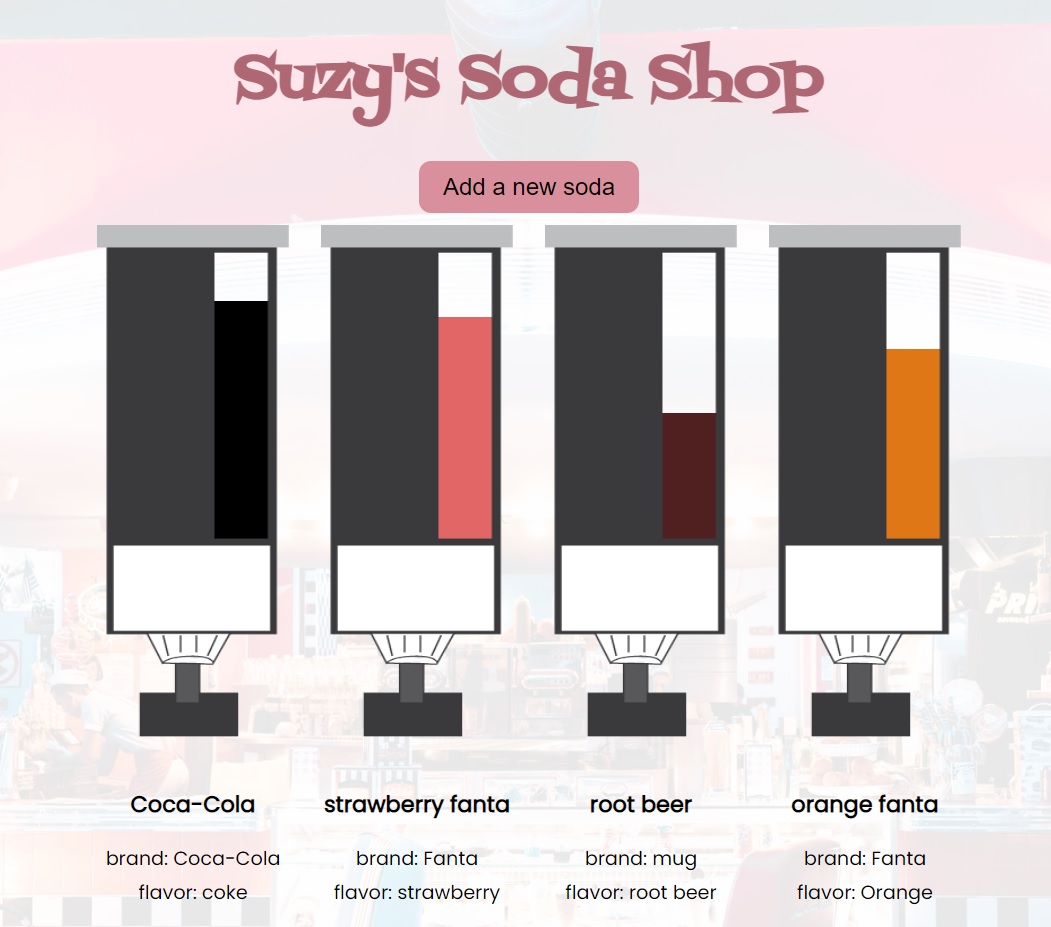 Suzy's Soda Shop
Add a new soda
PRI
Coca-Cola
strawberry fanta
root beer
orange fanta
brand: Coca-Cola
brand: Fanta
brand: mug
brand: Fanta
flavor: coke
flavor: strawberry
flavor: root beer
flavor: Orange